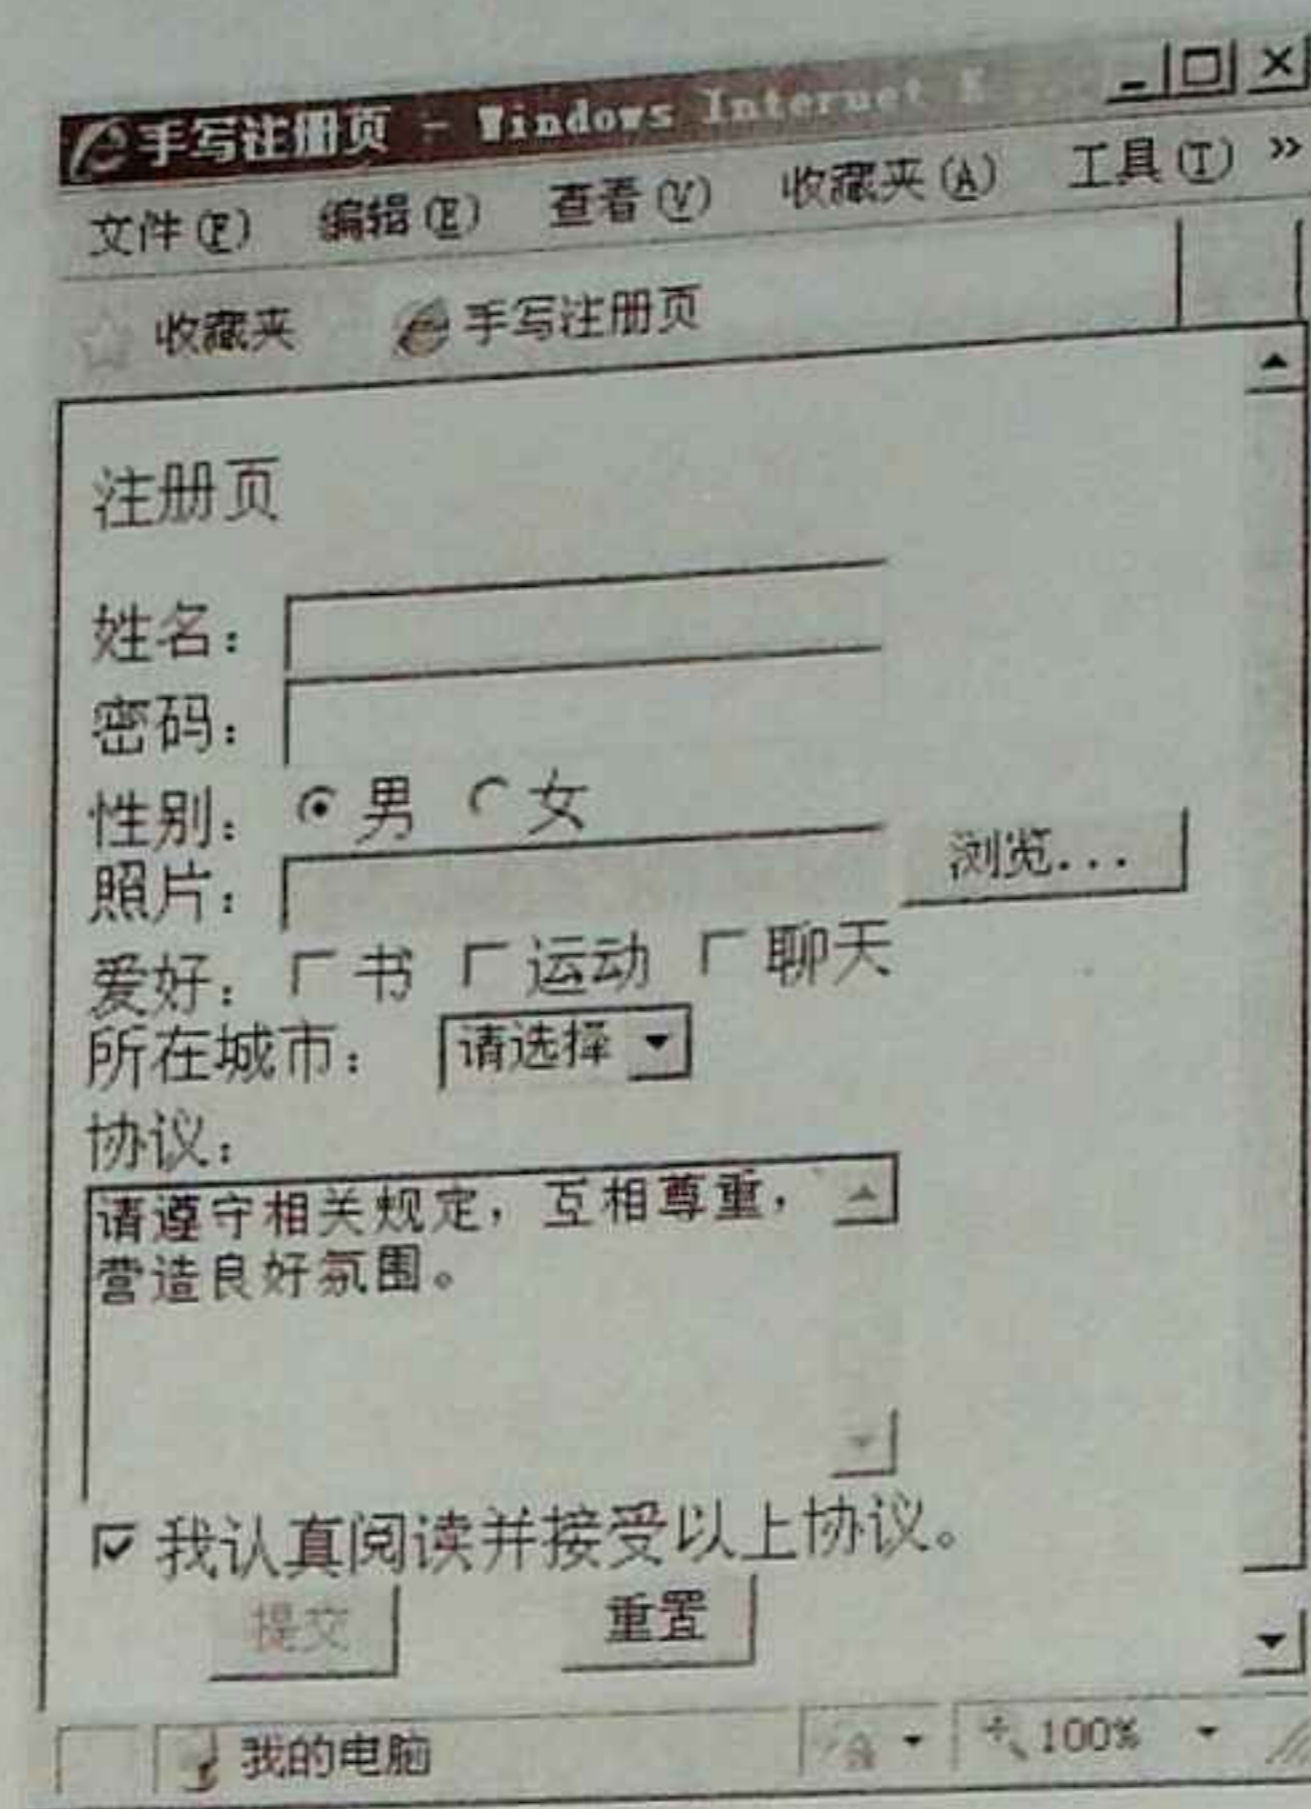 手写注册页 - Windows Internet E...
文件(F) 编辑(E) 查看(V) 收藏夹(A) 工具(T) »
收藏夹 手写注册页
注册页
姓名：
密码：
性别： 男 女
照片： 浏览...
爱好： 书 运动 聊天
所在城市： 请选择
协议：
请遵守相关规定，互相尊重，
营造良好氛围。
我认真阅读并接受以上协议。
提交 重置
我的电脑 100%